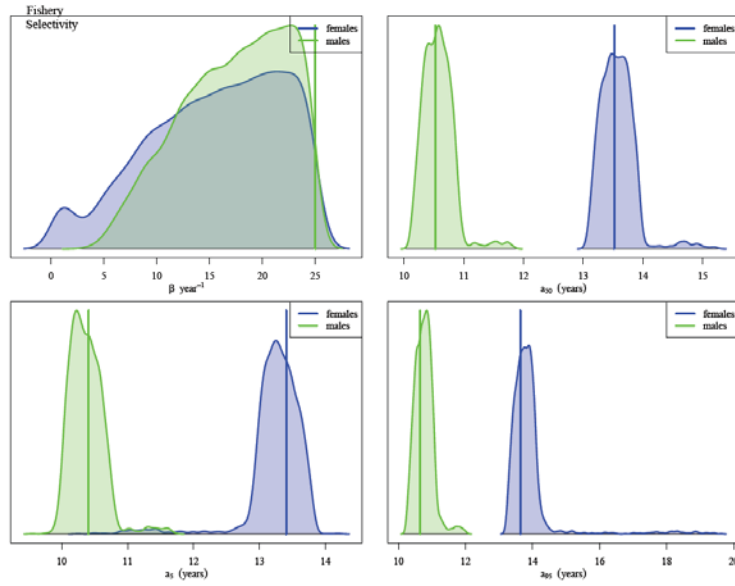 Fishery
Selectivity
females
males
0 5 10 15 20 25
β year⁻¹
females
males
10 11 12 13 14 15
a₅₀ (years)
females
males
10 11 12 13 14
a₅ (years)
females
males
10 12 14 16 18 20
a₉₅ (years)